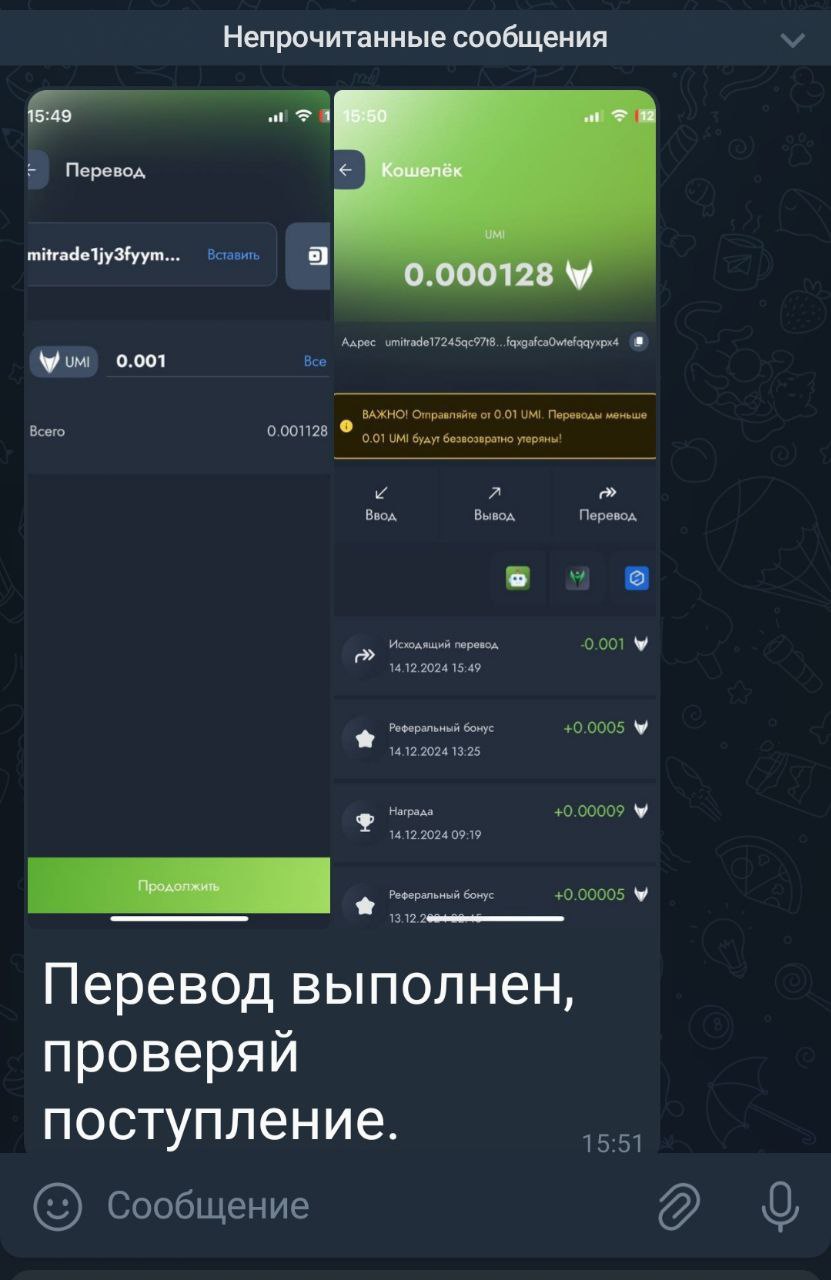 Непрочитанные сообщения
15:49
Перевод
mitrade1jy3fyym... Вставить
UMI 0.001 Все
Всего 0.001128
Продолжить
15:50 12
Кошелёк
UMI
0.000128
Адрес umitrade17245qc97t8...fqxgafca0wtefqqyxpx4
ВАЖНО! Отправляйте от 0.01 UMI. Переводы меньше
0.01 UMI будут безвозвратно утеряны!
Ввод Вывод Перевод
Исходящий перевод -0.001
14.12.2024 15:49
Реферальный бонус +0.0005
14.12.2024 13:25
Награда +0.00009
14.12.2024 09:19
Реферальный бонус +0.00005
Перевод выполнен,
проверяй
поступление.
15:51
Сообщение